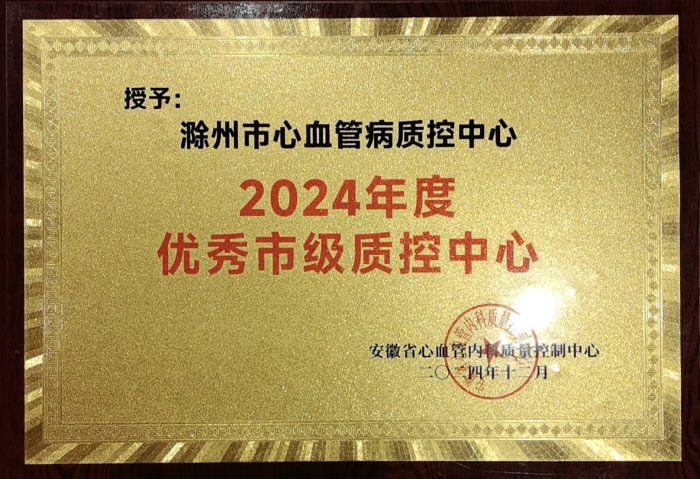 授予：
滁州市心血管病质控中心
2024年度
优秀市级质控中心
安徽省心血管内科质量控制中心
二〇二四年十二月